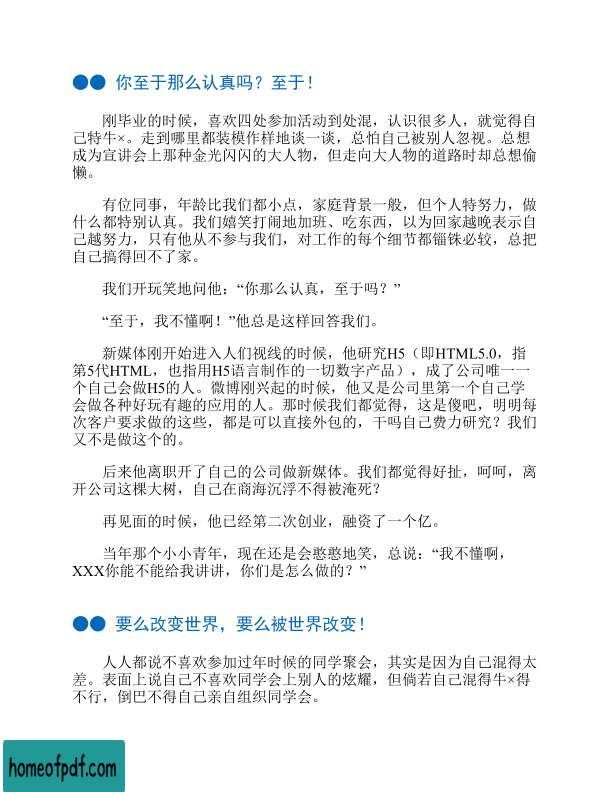 ●● 你至于那么认真吗？至于！
刚毕业的时候，喜欢四处参加活动到处混，认识很多人，就觉得自
己特牛×。走到哪里都装模作样地谈一谈，总怕自己被别人忽视。总想
成为宣讲会上那种金光闪闪的大人物，但走向大人物的道路时却总想偷
懒。
有位同事，年龄比我们都小点，家庭背景一般，但个人特努力，做
什么都特别认真。我们嬉笑打闹地加班、吃东西，以为回家越晚表示自
己越努力，只有他从不参与我们，对工作的每个细节都锱铢必较，总把
自己搞得回不了家。
我们开玩笑地问他：“你那么认真，至于吗？”
“至于，我不懂啊！”他总是这样回答我们。
新媒体刚开始进入人们视线的时候，他研究H5（即HTML5.0，指
第5代HTML，也指用H5语言制作的一切数字产品），成了公司唯一一
个自己会做H5的人。微博刚兴起的时候，他又是公司里第一个自己学
会做各种好玩有趣的应用的人。那时候我们都觉得，这是傻吧，明明每
次客户要求做的这些，都是可以直接外包的，干吗自己费力研究？我们
又不是做这个的。
后来他离职开了自己的公司做新媒体。我们都觉得好扯，呵呵，离
开公司这棵大树，自己在商海沉浮不得被淹死？
再见面的时候，他已经第二次创业，融资了一个亿。
当年那个小小青年，现在还是会憨憨地笑，总说：“我不懂啊，
XXX你能不能给我讲讲，你们是怎么做的？”
●● 要么改变世界，要么被世界改变！
人人都说不喜欢参加过年时候的同学聚会，其实是因为自己混得太
差。表面上说自己不喜欢同学会上别人的炫耀，但倘若自己混得牛×得
不行，倒巴不得自己亲自组织同学会。
homeofpdf.com